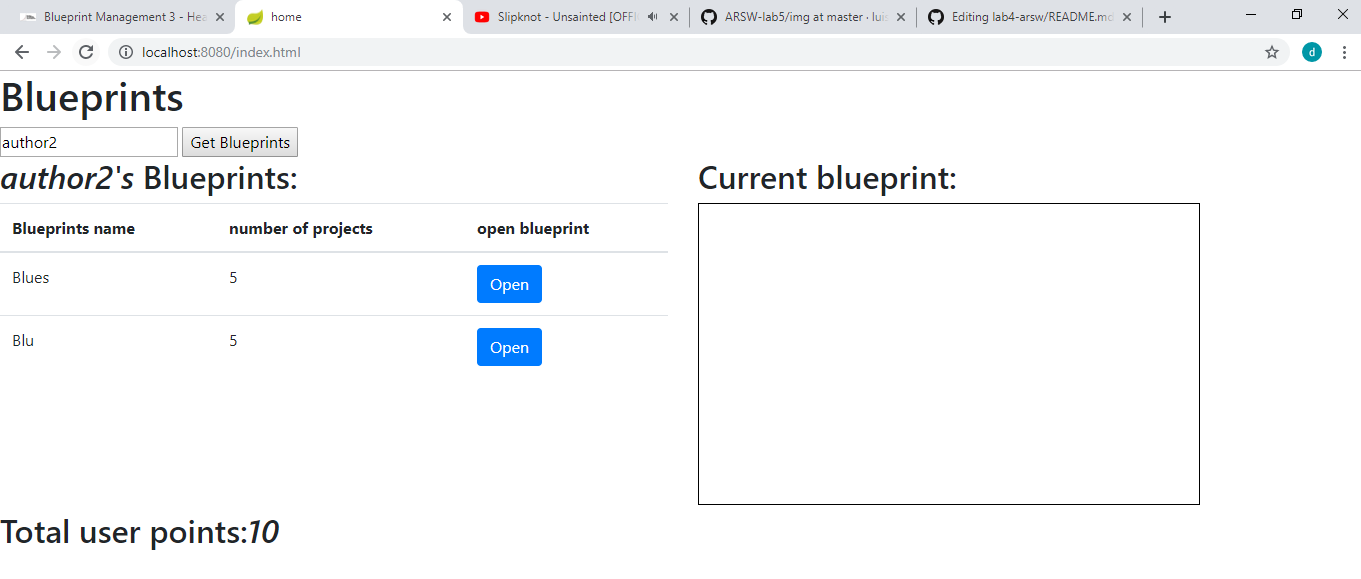 Blueprint Management 3 - Hea
home
Slipknot - Unsainted [OFFI
ARSW-lab5/img at master · luis
Editing lab4-arsw/README.md
localhost:8080/index.html
d
Blueprints
author2
Get Blueprints
author2's Blueprints:
Blueprints name number of projects open blueprint
Blues 5 Open
Blu 5 Open
Current blueprint:
Total user points:10